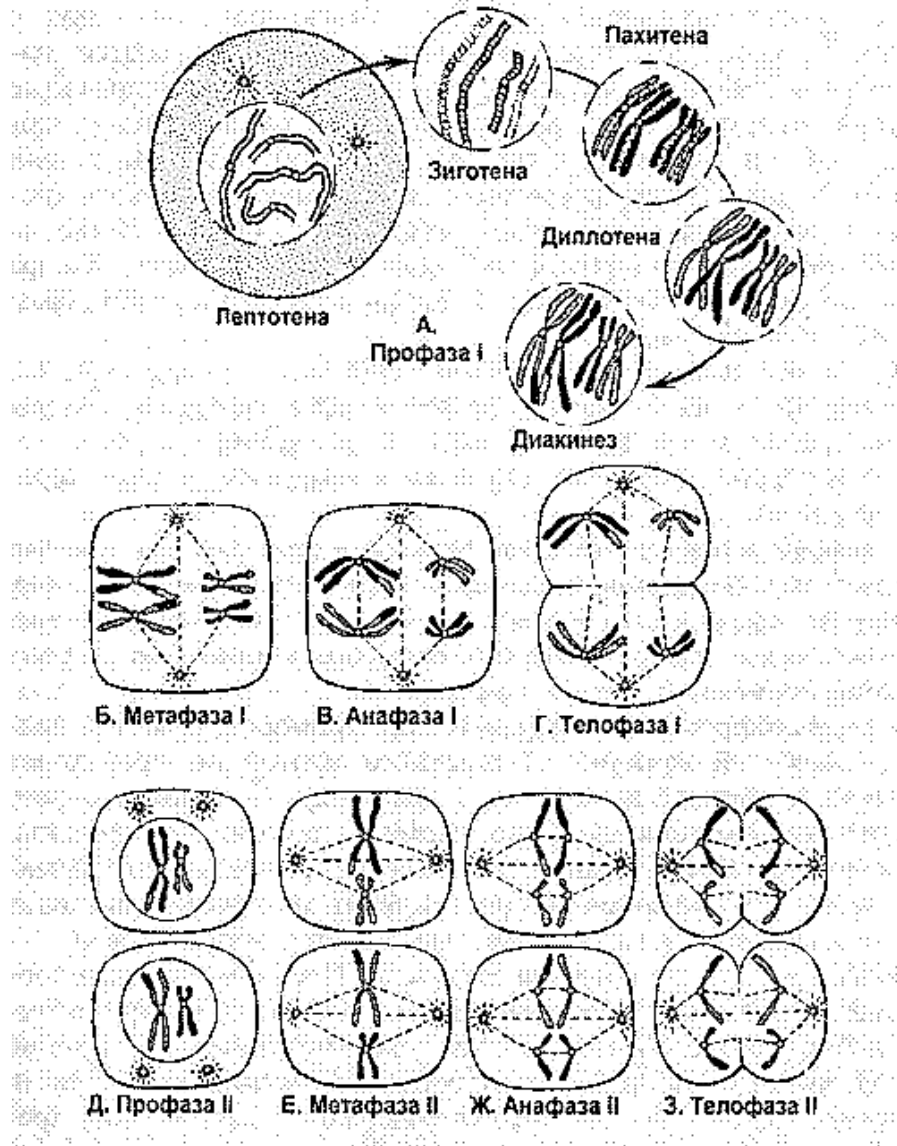 Пахитена
Зиготена
Диплотена
Лептотена
А.
Профаза I
Диакинез
Б. Метафаза I
В. Анафаза I
Г. Телофаза I
Д. Профаза II
Е. Метафаза II
Ж. Анафаза II
З. Телофаза II